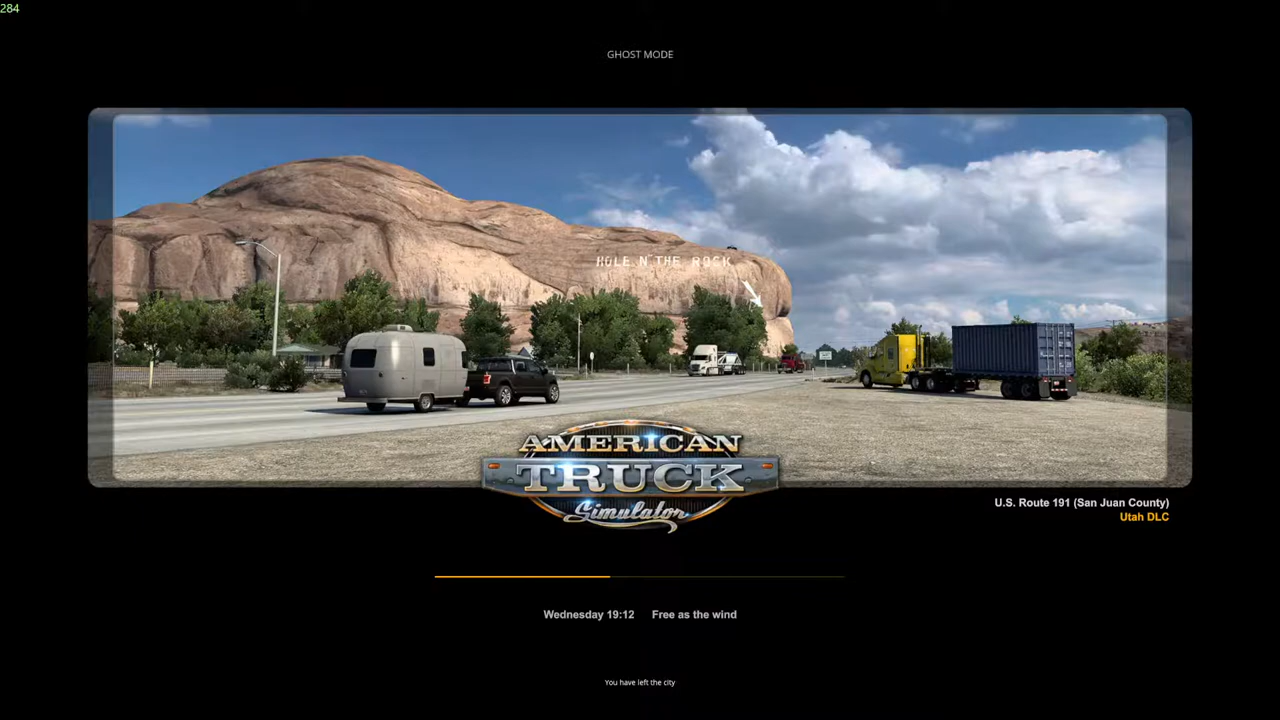 284
GHOST MODE
HOLE N" THE ROCK
AMERICAN
TRUCK
Simulator
U.S. Route 191 (San Juan County)
Utah DLC
Wednesday 19:12 Free as the wind
You have left the city